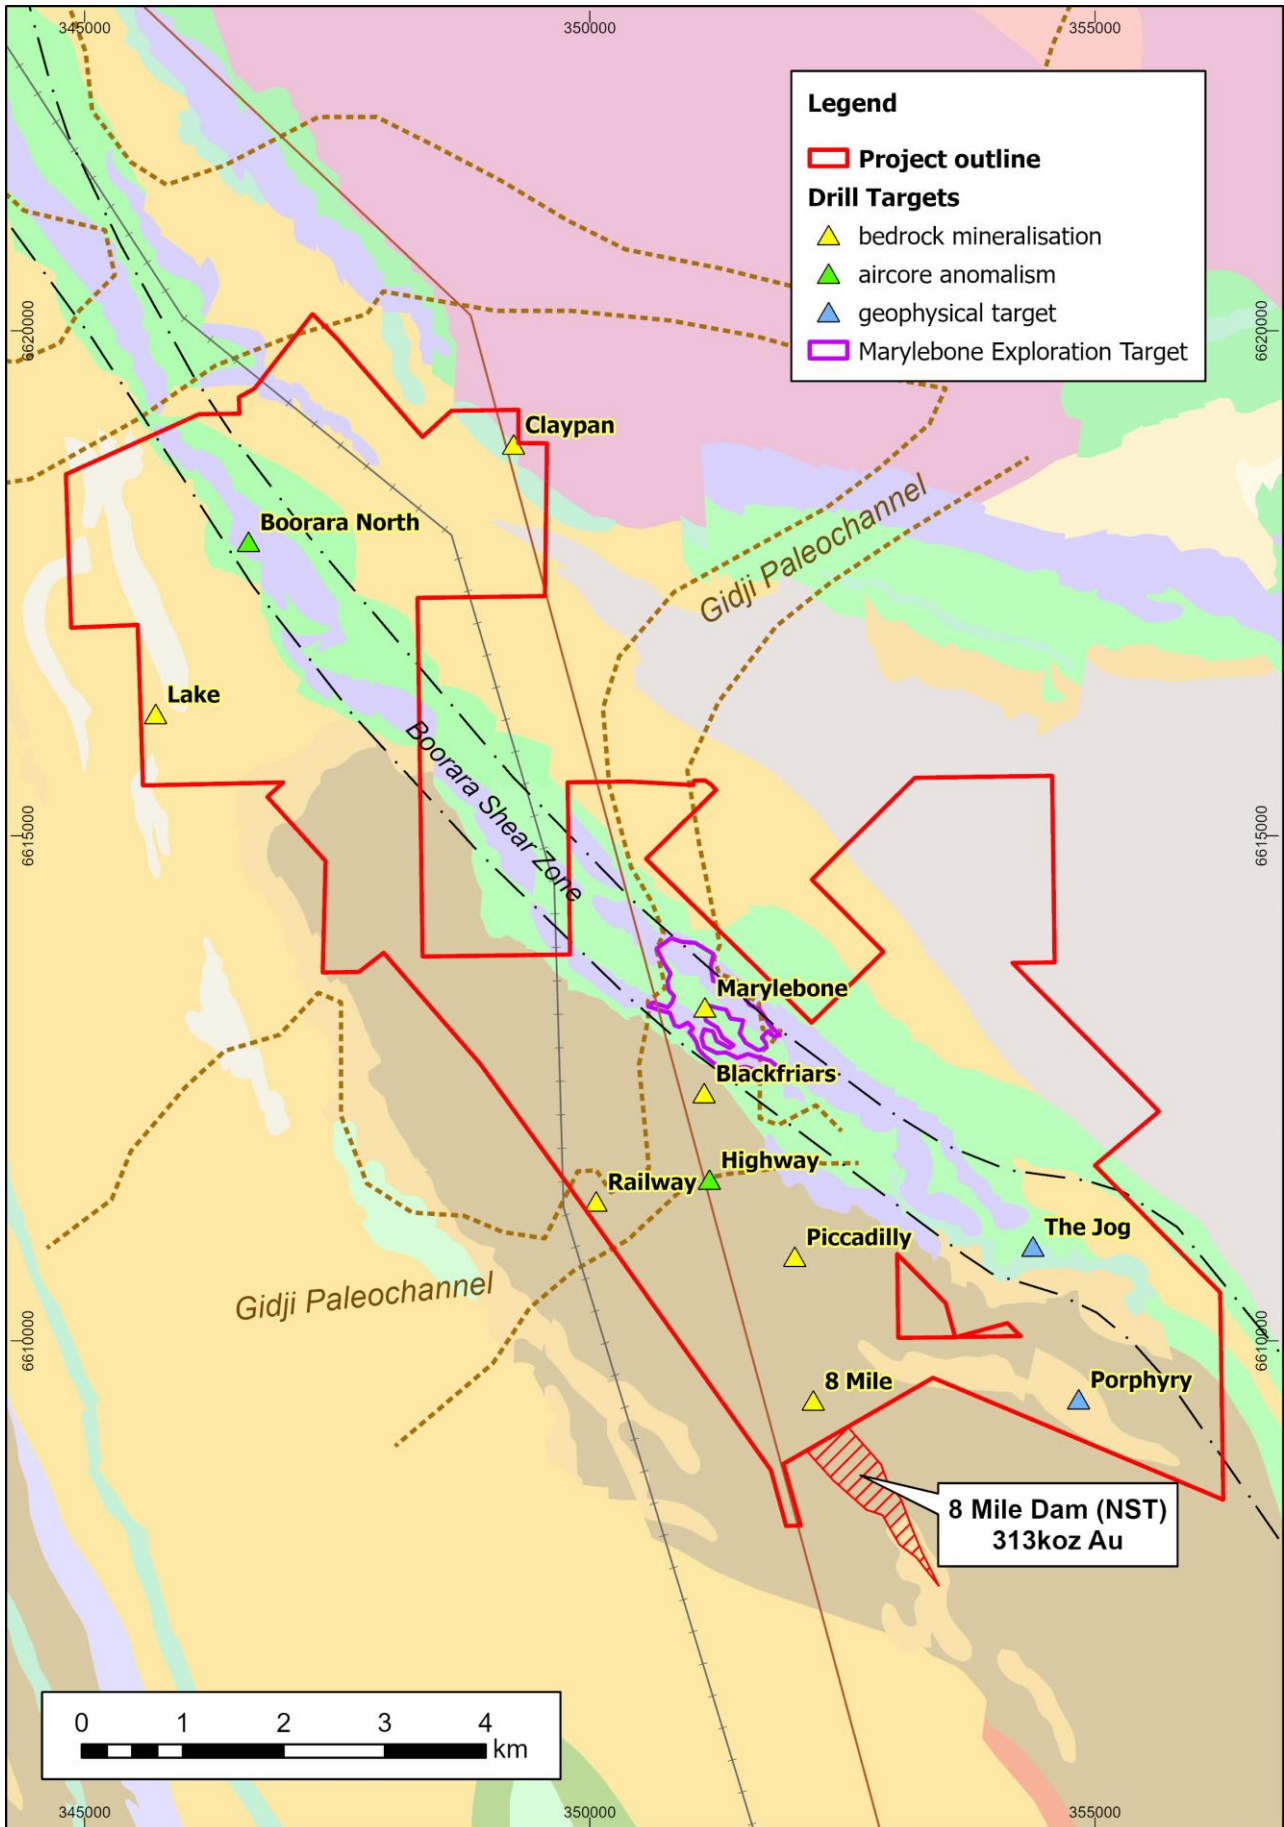 345000
350000
355000
Legend
Project outline
Drill Targets
bedrock mineralisation
aircore anomalism
geophysical target
Marylebone Exploration Target
6620000
6620000
Claypan
Boorara North
Gidji Paleochannel
Lake
Boorara Shear Zone
6615000
6615000
Marylebone
Blackfriars
Highway
Railway
Piccadilly
The Jog
Gidji Paleochannel
6610000
6610000
8 Mile
Porphyry
8 Mile Dam (NST)
313koz Au
0 1 2 3 4
km
345000
350000
355000